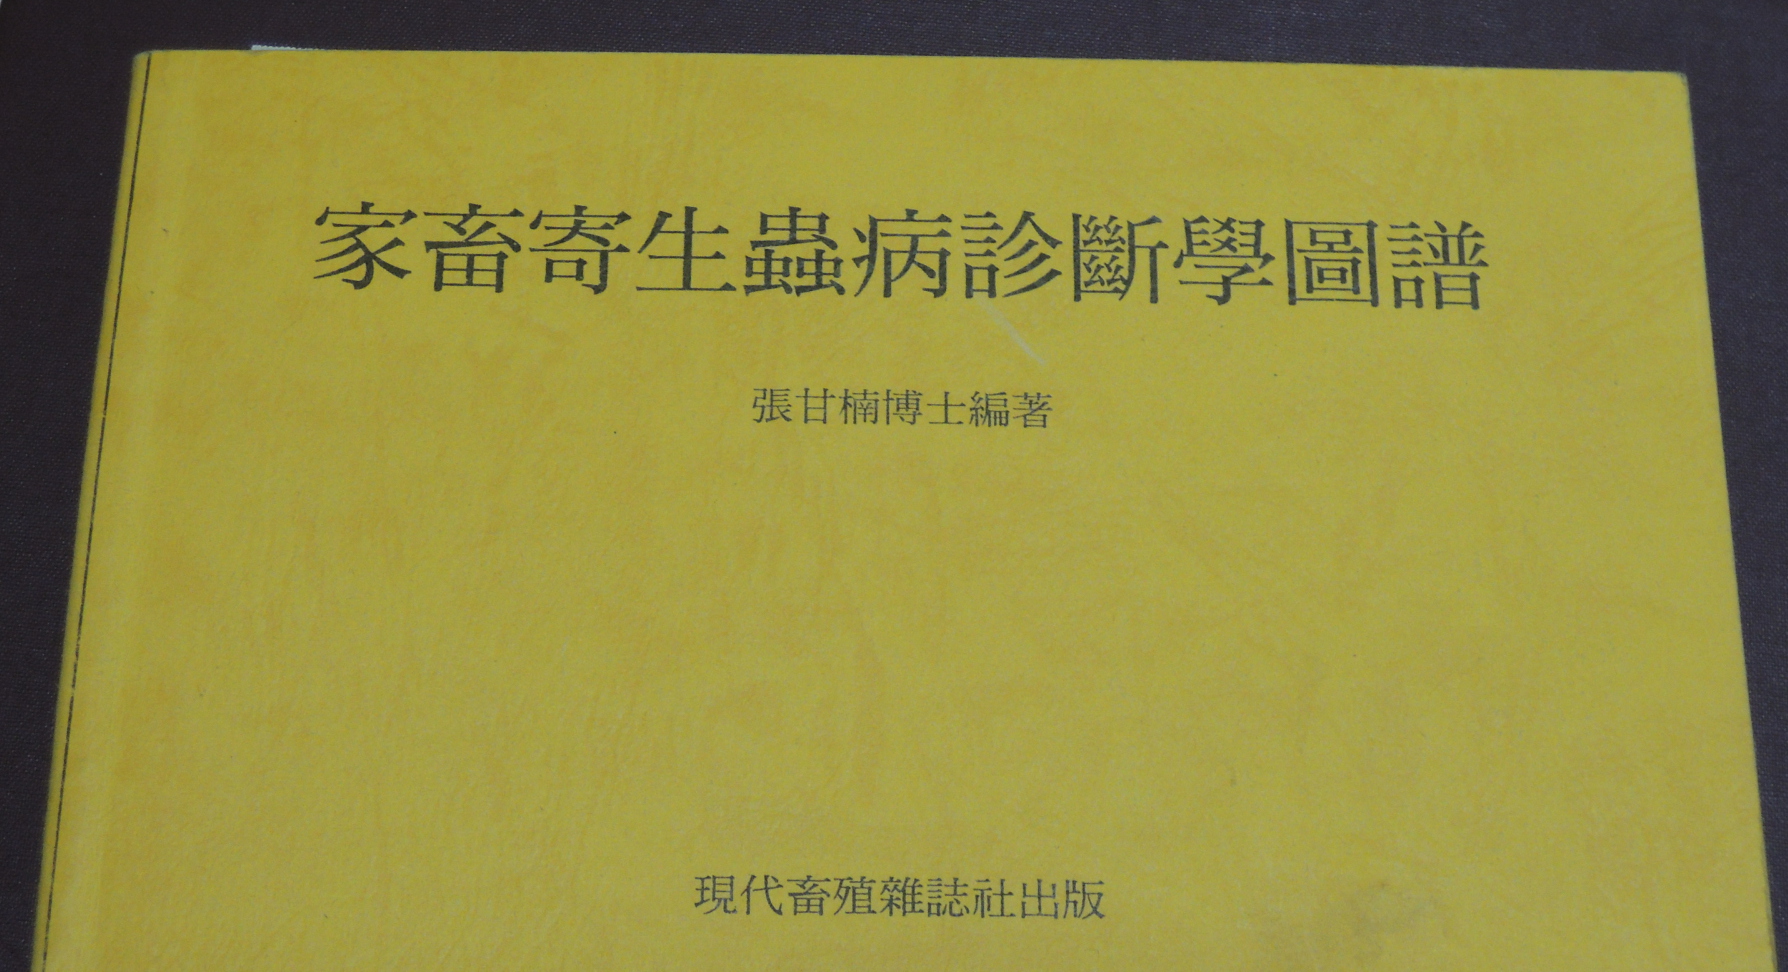 家畜寄生蟲病診斷學圖譜
張甘楠博士編著
現代畜殖雜誌社出版